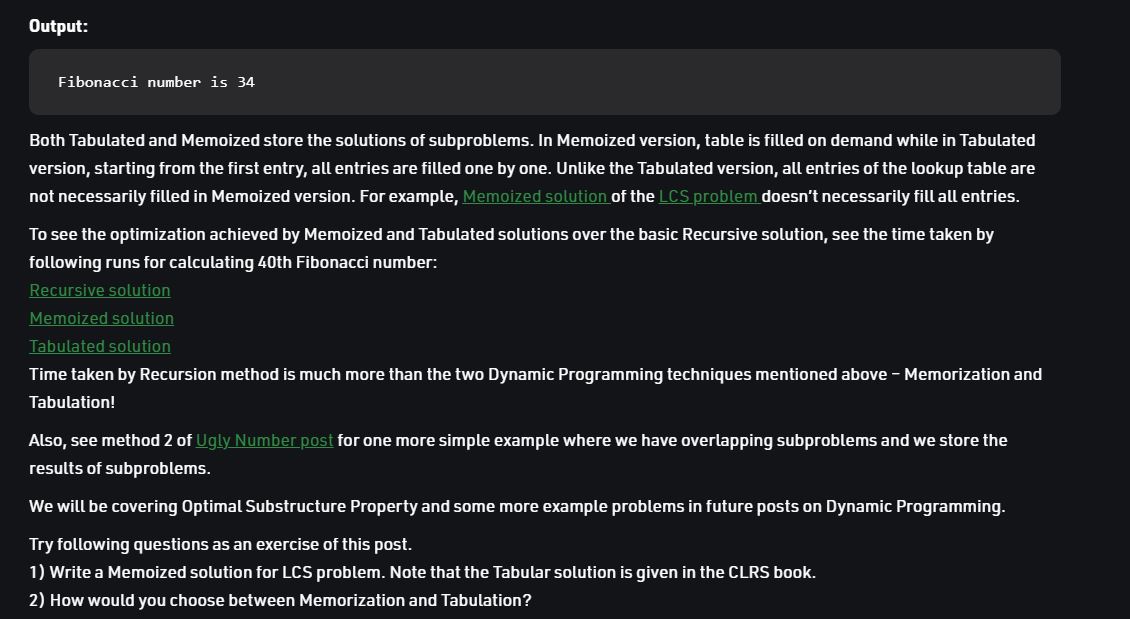 Output:
Fibonacci number is 34
Both Tabulated and Memoized store the solutions of subproblems. In Memoized version, table is filled on demand while in Tabulated
version, starting from the first entry, all entries are filled one by one. Unlike the Tabulated version, all entries of the lookup table are
not necessarily filled in Memoized version. For example, Memoized solution of the LCS problem doesn’t necessarily fill all entries.
To see the optimization achieved by Memoized and Tabulated solutions over the basic Recursive solution, see the time taken by
following runs for calculating 40th Fibonacci number:
Recursive solution
Memoized solution
Tabulated solution
Time taken by Recursion method is much more than the two Dynamic Programming techniques mentioned above – Memorization and
Tabulation!
Also, see method 2 of Ugly Number post for one more simple example where we have overlapping subproblems and we store the
results of subproblems.
We will be covering Optimal Substructure Property and some more example problems in future posts on Dynamic Programming.
Try following questions as an exercise of this post.
1) Write a Memoized solution for LCS problem. Note that the Tabular solution is given in the CLRS book.
2) How would you choose between Memorization and Tabulation?